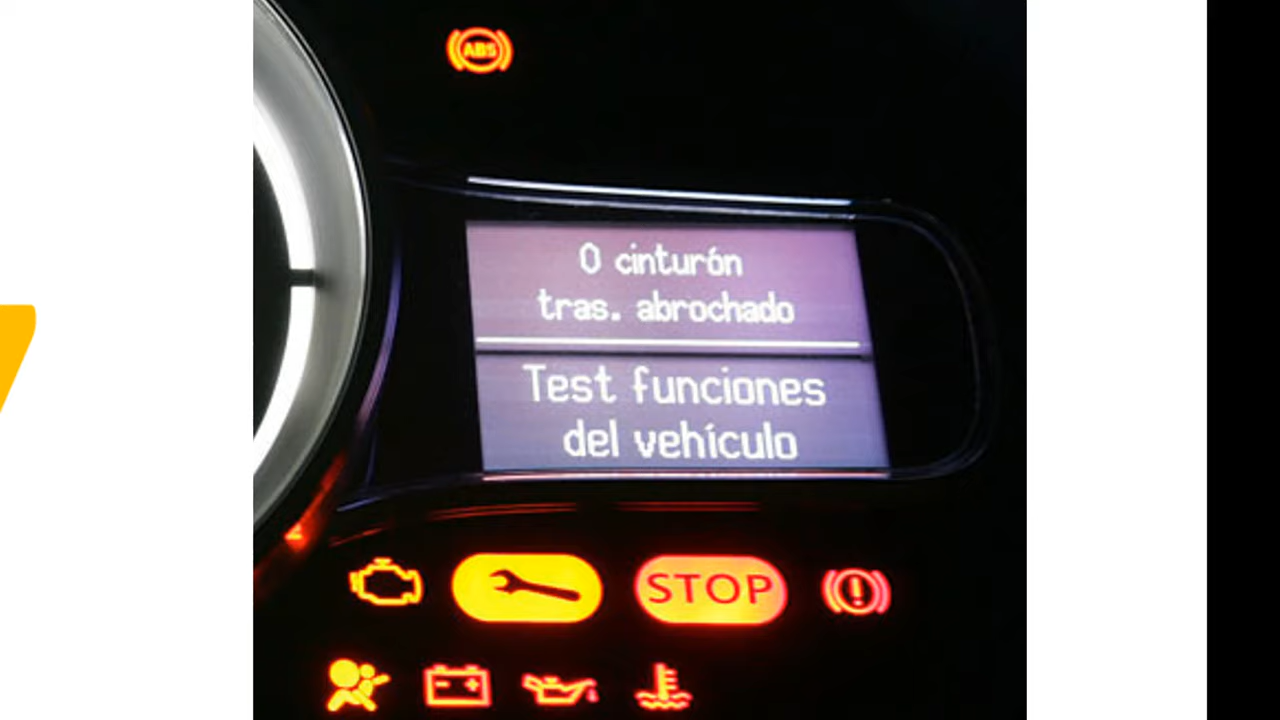 ABS
0 cinturón
tras. abrochado
Test funciones
del vehículo
STOP